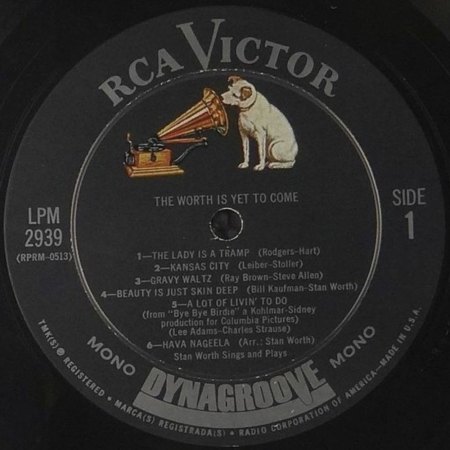 RCA VICTOR
THE WORTH IS YET TO COME
LPM
2939
(RPRM-0513)
SIDE
1
1—THE LADY IS A TRAMP (Rodgers-Hart)
2—KANSAS CITY (Leiber-Stoller)
3—GRAVY WALTZ (Ray Brown-Steve Allen)
4—BEAUTY IS JUST SKIN DEEP (Bill Kaufman-Stan Worth)
5—A LOT OF LIVIN' TO DO
(from "Bye Bye Birdie" a Kohlmar-Sidney
production for Columbia Pictures)
(Lee Adams-Charles Strause)
6—HAVA NAGEELA (Arr.: Stan Worth)
Stan Worth Sings and Plays
MONO
DYNAGROOVE
MONO
TMK(S) ® REGISTERED • MARCA(S) REGISTRADA(S) • RADIO CORPORATION OF AMERICA—MADE IN U.S.A.